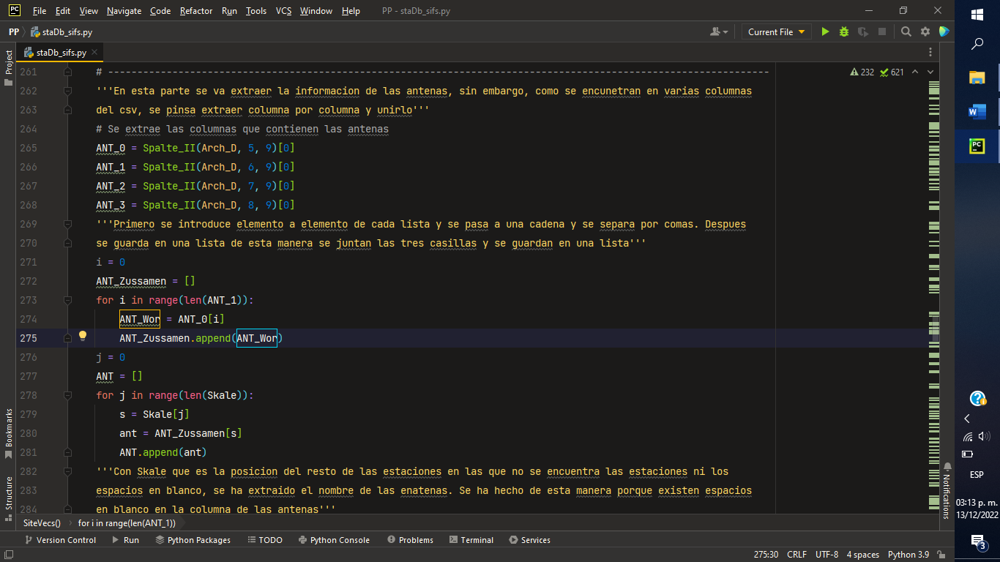 PC File Edit View Navigate Code Refactor Run Tools VCS Window Help PP - staDb_sifs.py
PP staDb_sifs.py Current File
Project
staDb_sifs.py
232 621
261 # -----------------------------------------------------------------------------------------------------------------
262 '''En esta parte se va extraer la informacion de las antenas, sin embargo, como se encunetran en varias columnas
263 del csv, se pinsa extraer columna por columna y unirlo'''
264 # Se extrae las columnas que contienen las antenas
265 ANT_0 = Spalte_II(Arch_D, 5, 9)[0]
266 ANT_1 = Spalte_II(Arch_D, 6, 9)[0]
267 ANT_2 = Spalte_II(Arch_D, 7, 9)[0]
268 ANT_3 = Spalte_II(Arch_D, 8, 9)[0]
269 '''Primero se introduce elemento a elemento de cada lista y se pasa a una cadena y se separa por comas. Despues
270 se guarda en una lista de esta manera se juntan las tres casillas y se guardan en una lista'''
271 i = 0
272 ANT_Zussamen = []
273 for i in range(len(ANT_1)):
274 ANT_Wor = ANT_0[i]
275 ANT_Zussamen.append(ANT_Wor)
276 j = 0
277 ANT = []
278 for j in range(len(Skale)):
279 s = Skale[j]
280 ant = ANT_Zussamen[s]
281 ANT.append(ant)
282 '''Con Skale que es la posicion del resto de las estaciones en las que no se encuentra las estaciones ni los
283 espacios en blanco, se ha extraido el nombre de las enatenas. Se ha hecho de esta manera porque existen espacios
284 en blanco en la columna de las antenas'''
Bookmarks
Structure
Notifications
SiteVecs() for i in range(len(ANT_1))
Version Control Run Python Packages TODO Python Console Problems Terminal Services
275:30 CRLF UTF-8 4 spaces Python 3.9
W
PC
ESP
03:13 p. m.
13/12/2022
3